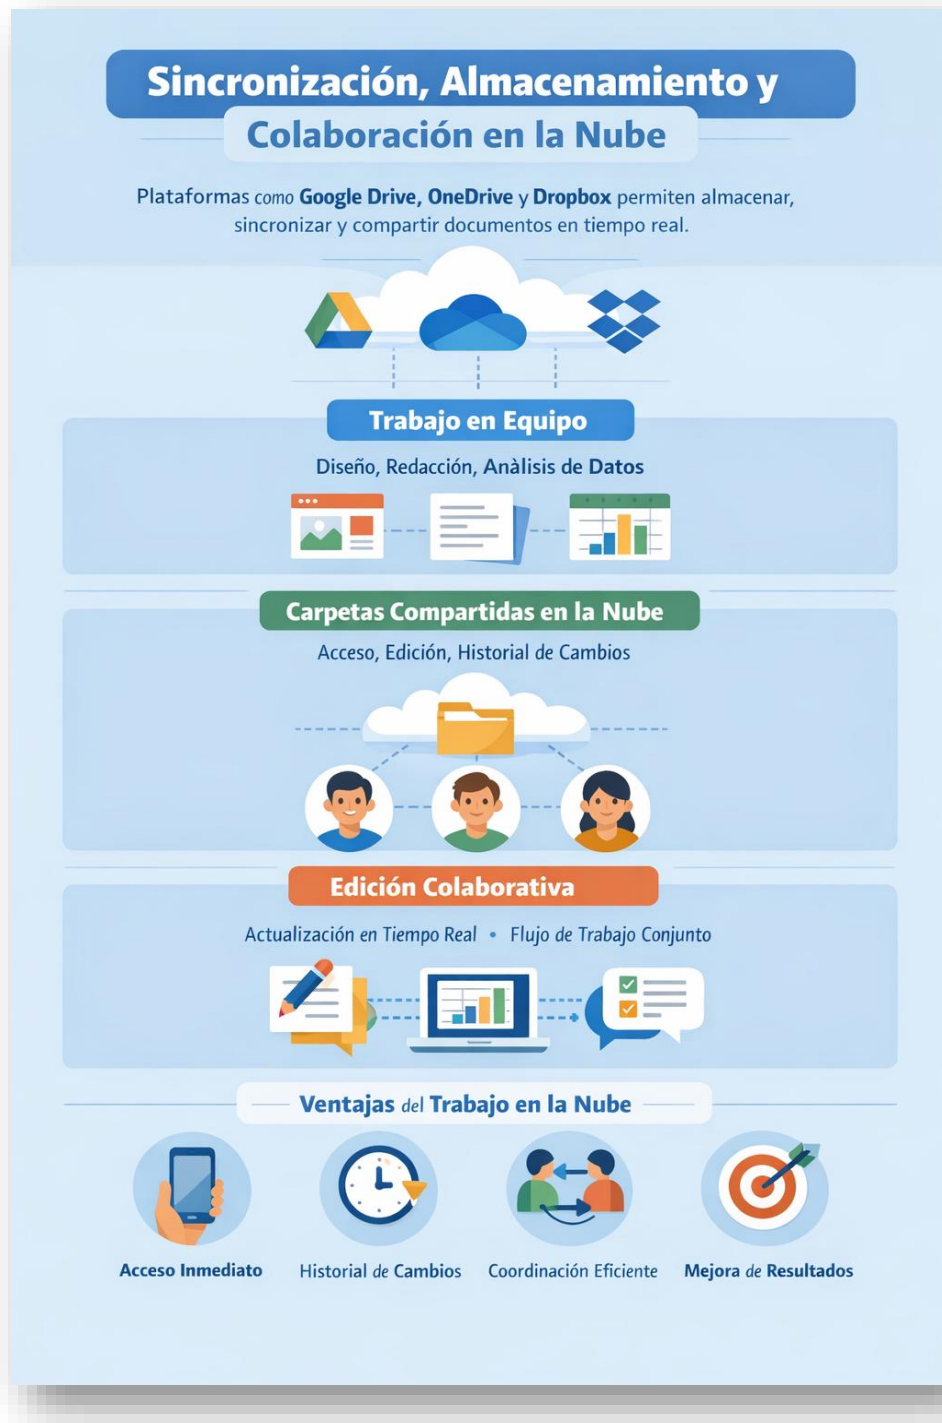 Sincronización, Almacenamiento y
Colaboración en la Nube
Plataformas como Google Drive, OneDrive y Dropbox permiten almacenar,
sincronizar y compartir documentos en tiempo real.
Trabajo en Equipo
Diseño, Redacción, Anàlisis de Datos
Carpetas Compartidas en la Nube
Acceso, Edición, Historial de Cambios
Edición Colaborativa
Actualización en Tiempo Real • Flujo de Trabajo Conjunto
Ventajas del Trabajo en la Nube
Acceso Inmediato
Historial de Cambios
Coordinación Eficiente
Mejora de Resultados